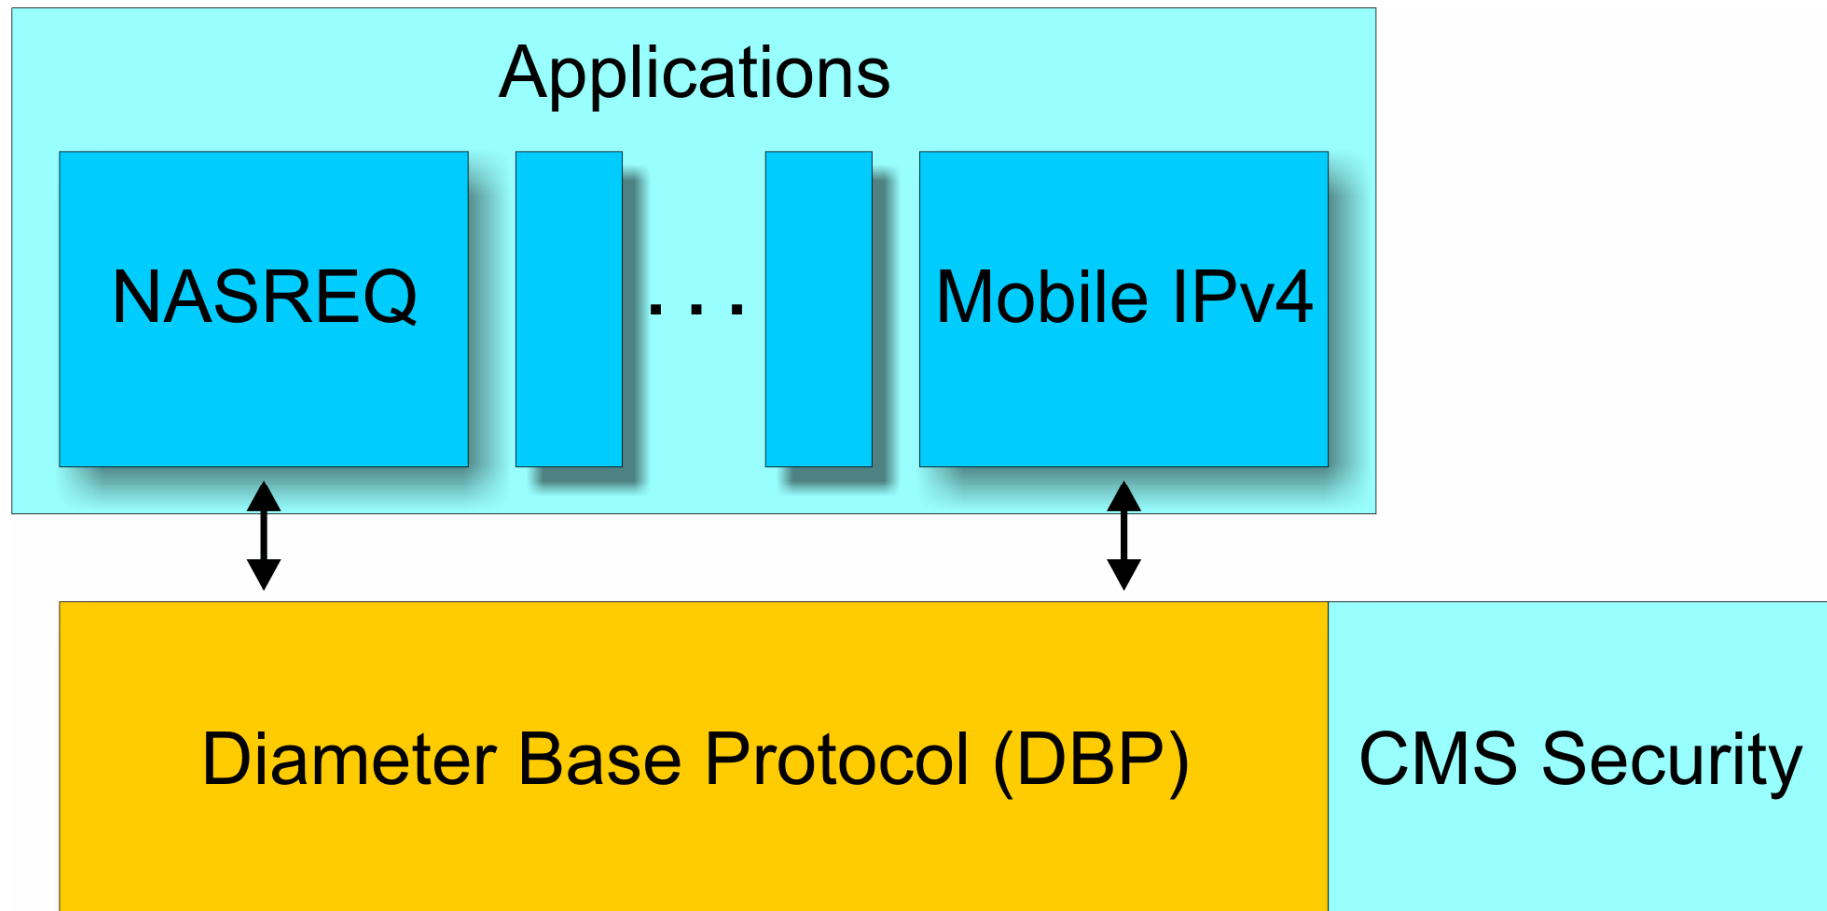 Applications
NASREQ
. . .
Mobile IPv4
Diameter Base Protocol (DBP)
CMS Security